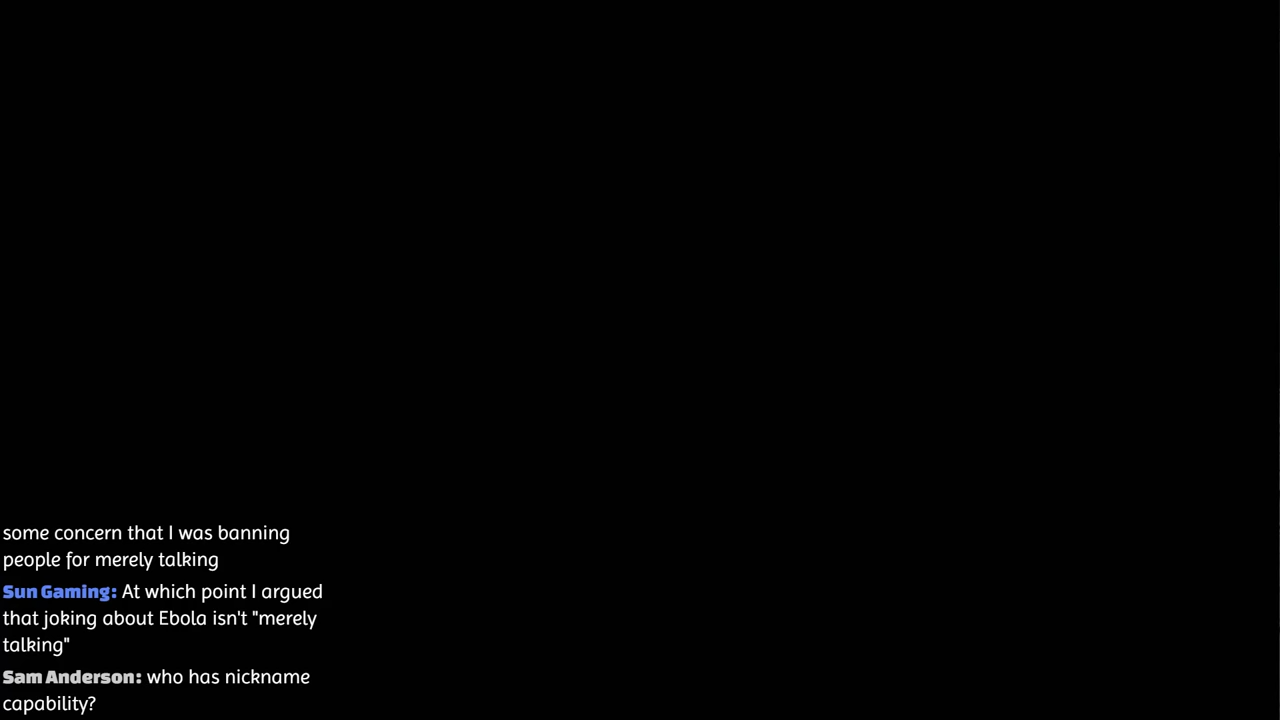 some concern that I was banning
people for merely talking
Sun Gaming: At which point I argued
that joking about Ebola isn't "merely
talking"
Sam Anderson: who has nickname
capability?